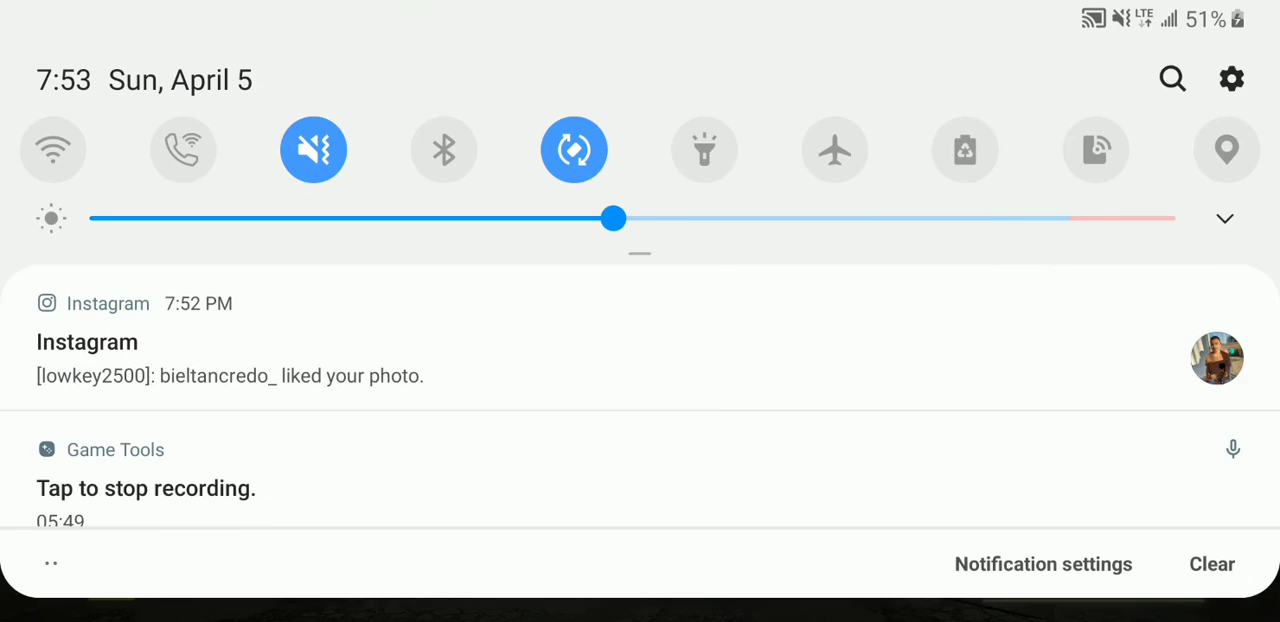 LTE 51%
7:53 Sun, April 5
Instagram 7:52 PM
Instagram
[lowkey2500]: bieltancredo_ liked your photo.
Game Tools
Tap to stop recording.
05:49
Notification settings Clear